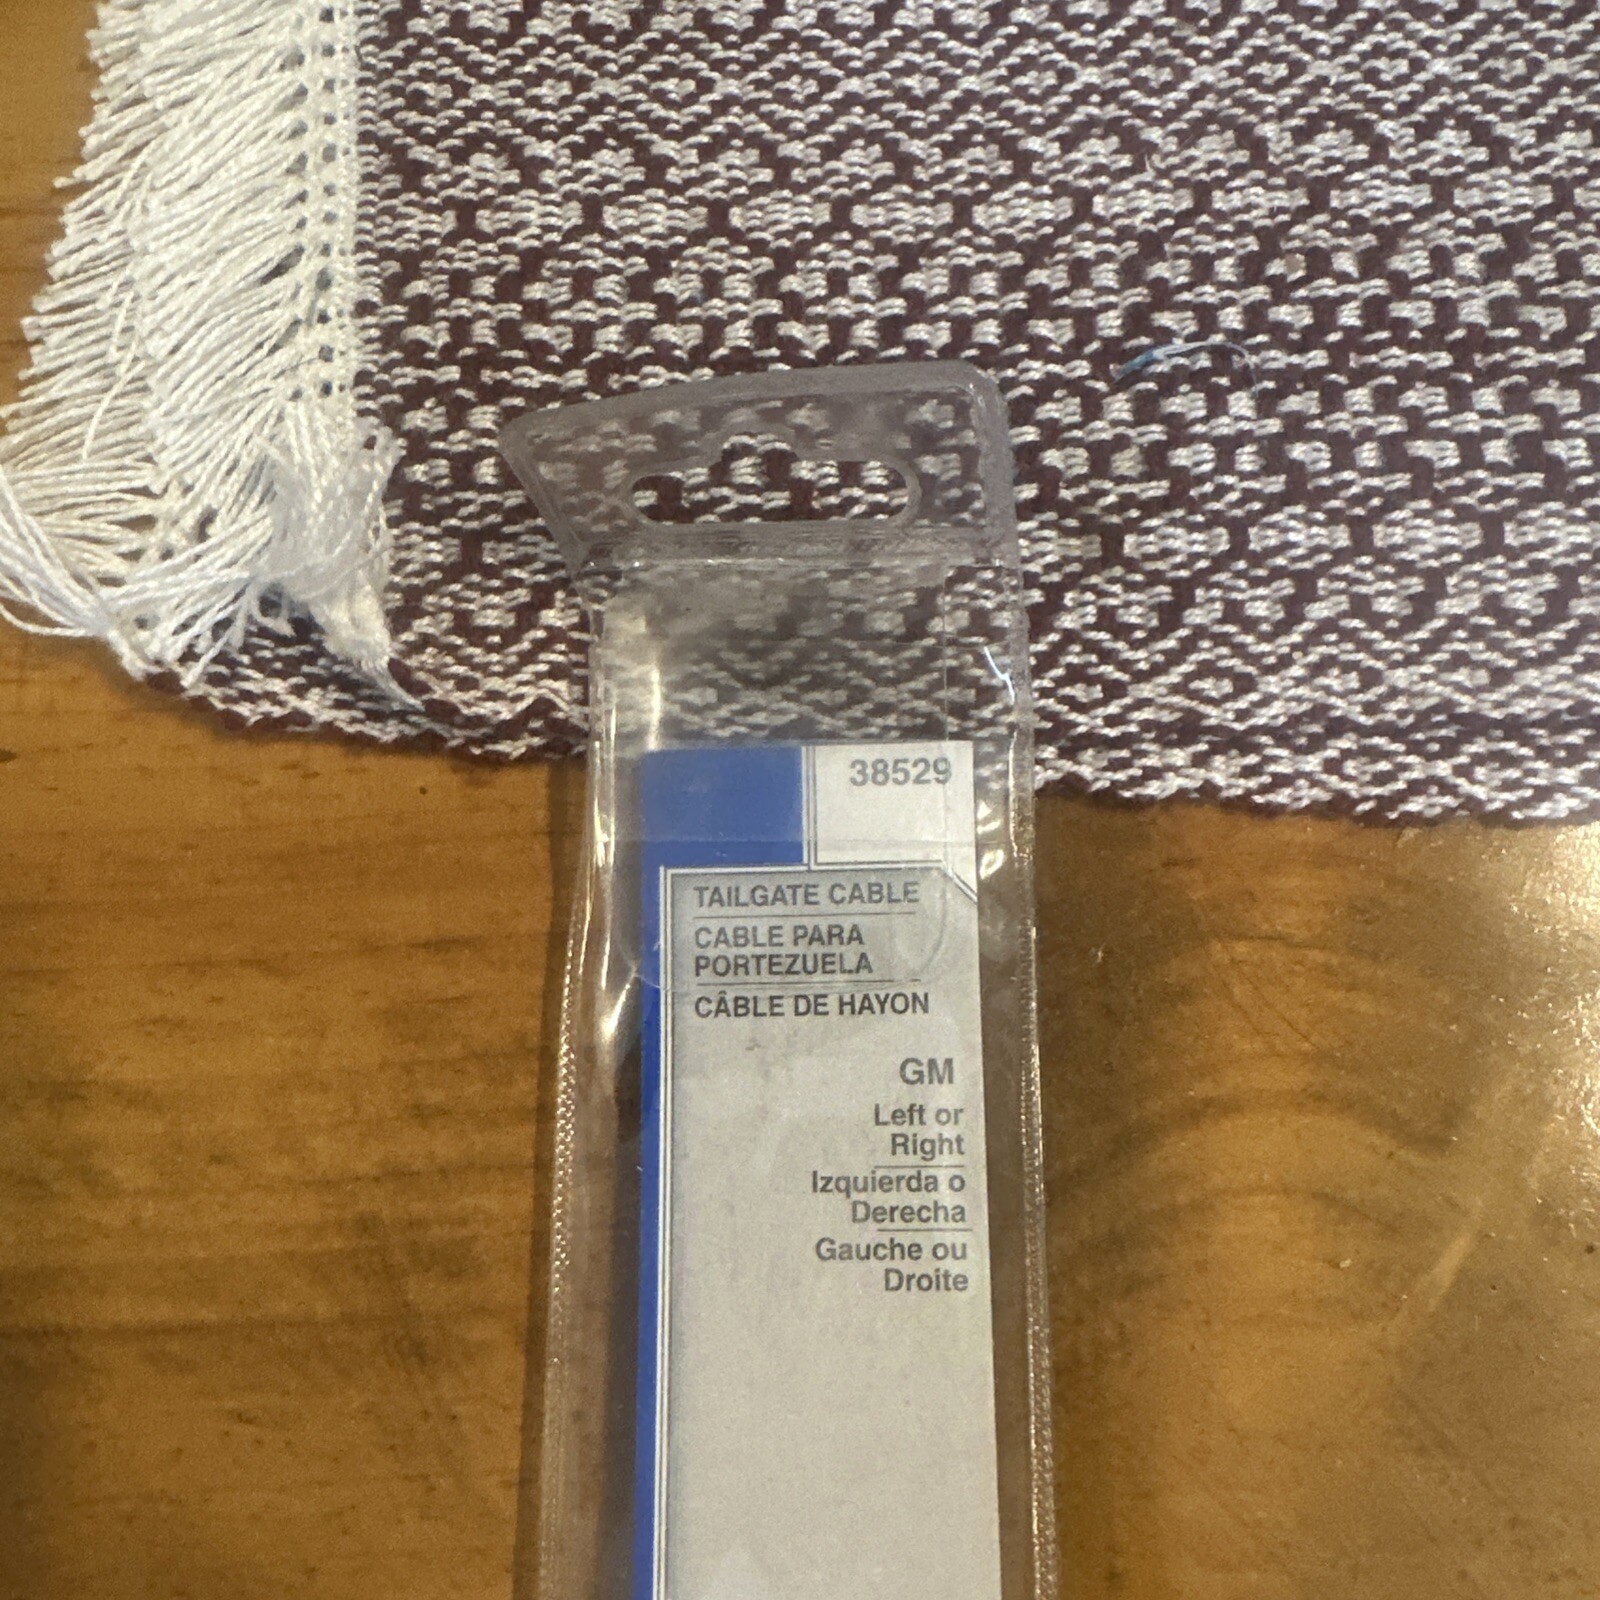 38529
TAILGATE CABLE
CABLE PARA
PORTEZUELA
CÂBLE DE HAYON
GM
Left or
Right
Izquierda o
Derecha
Gauche ou
Droite